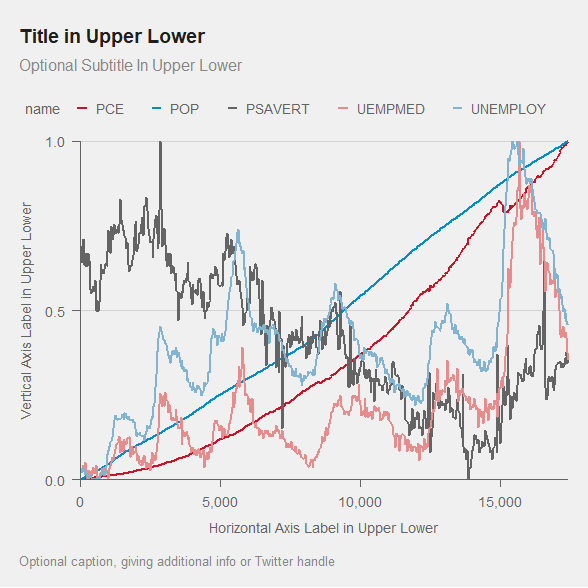 Title in Upper Lower
Optional Subtitle In Upper Lower
name PCE POP PSAVERT UEMPMED UNEMPLOY
Vertical Axis Label in Upper Lower
1.0
0.5
0.0
0 5,000 10,000 15,000
Horizontal Axis Label in Upper Lower
Optional caption, giving additional info or Twitter handle